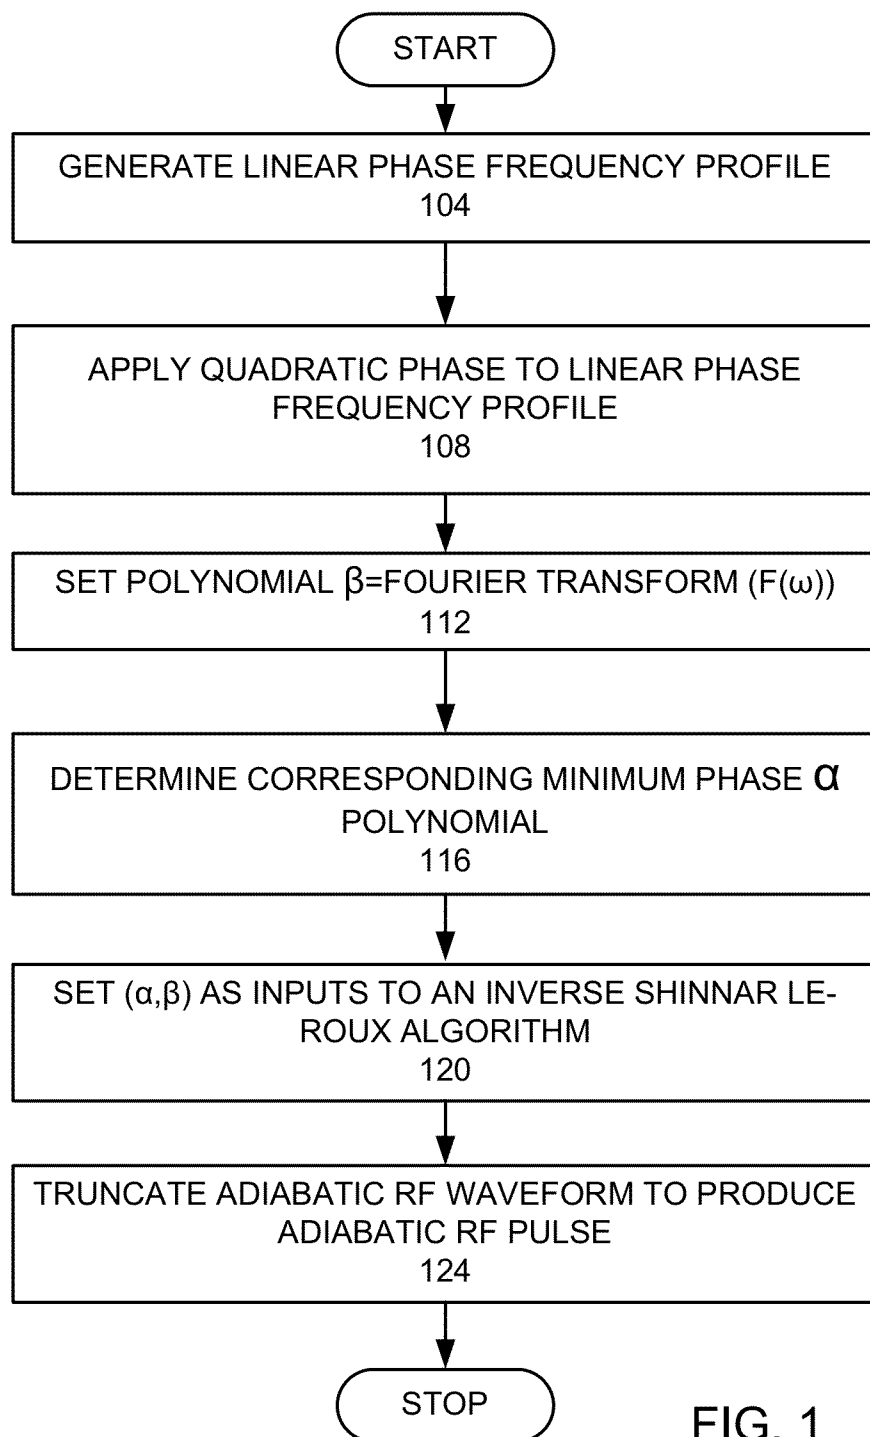 START
GENERATE LINEAR PHASE FREQUENCY PROFILE
104
APPLY QUADRATIC PHASE TO LINEAR PHASE
FREQUENCY PROFILE
108
SET POLYNOMIAL β=FOURIER TRANSFORM (F(ω))
112
DETERMINE CORRESPONDING MINIMUM PHASE α
POLYNOMIAL
116
SET (α,β) AS INPUTS TO AN INVERSE SHINNAR LE-
ROUX ALGORITHM
120
TRUNCATE ADIABATIC RF WAVEFORM TO PRODUCE
ADIABATIC RF PULSE
124
STOP
FIG. 1